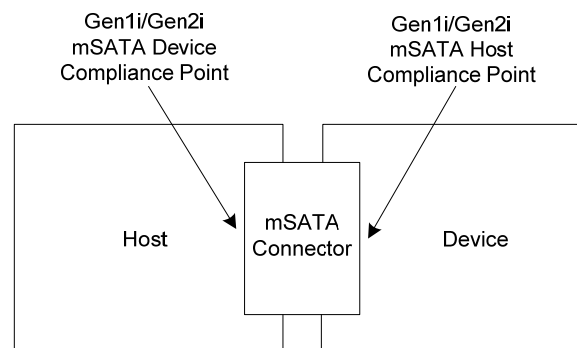 Gen1i/Gen2i
mSATA Device
Compliance Point
Gen1i/Gen2i
mSATA Host
Compliance Point
Host
mSATA
Connector
Device